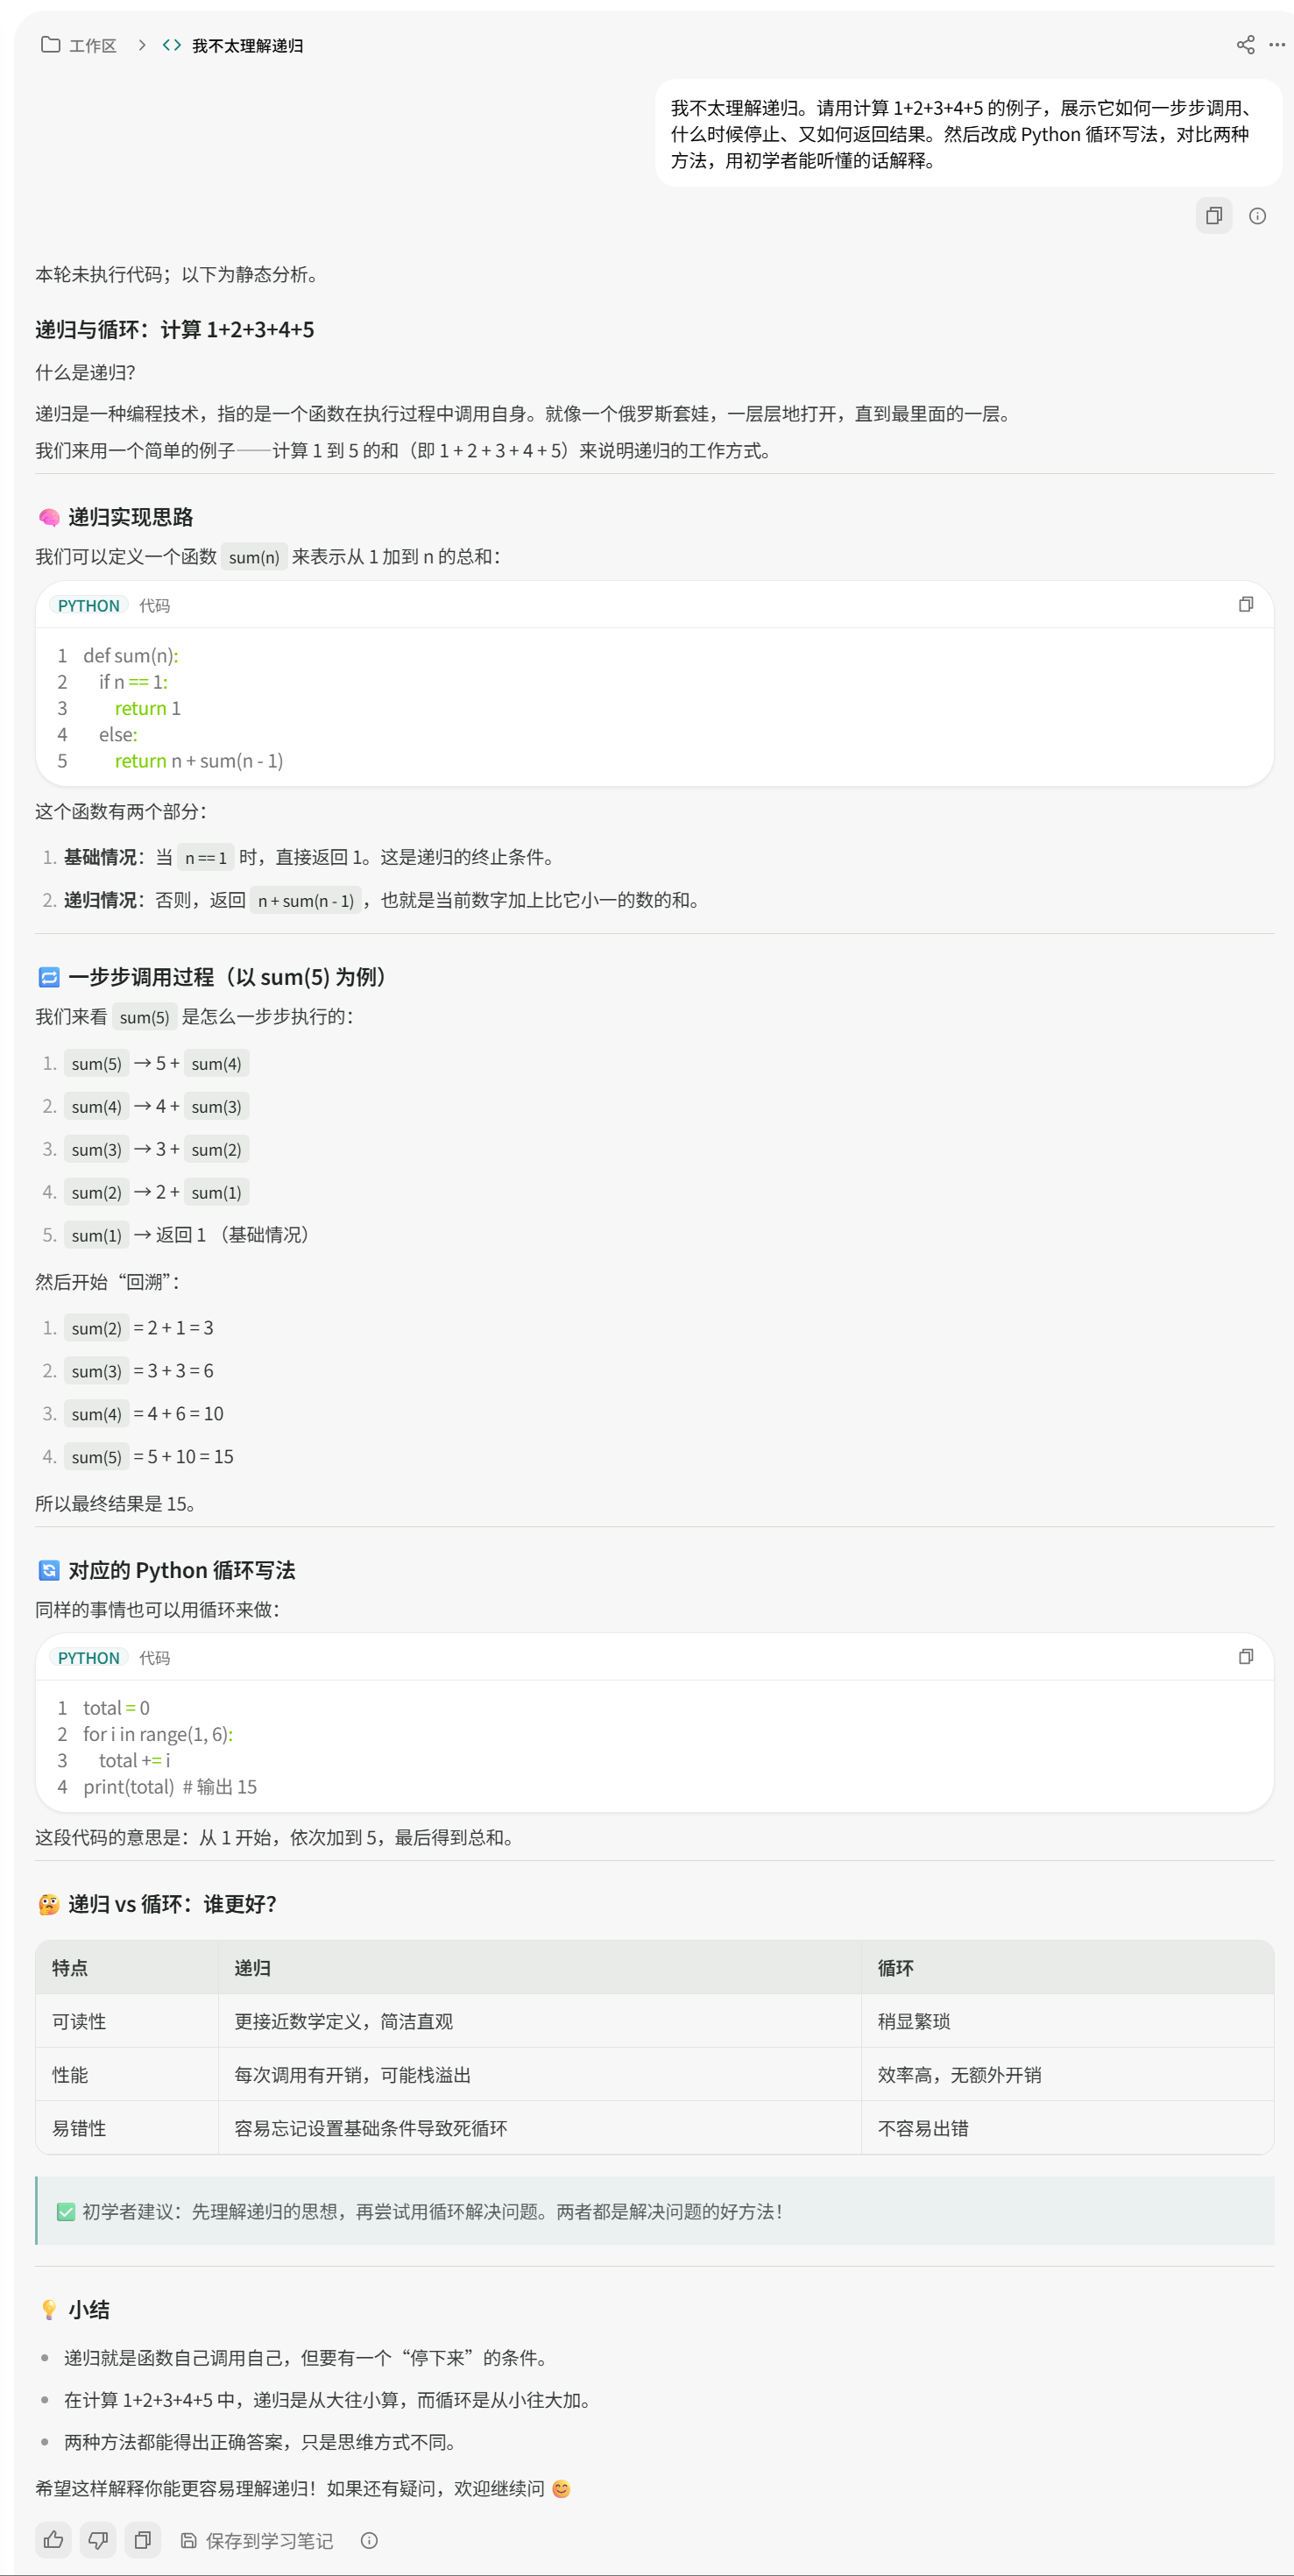 工作区 > <> 我不太理解递归
我不太理解递归。请用计算 1+2+3+4+5 的例子，展示它如何一步步调用、
什么时候停止、又如何返回结果。然后改成 Python 循环写法，对比两种
方法，用初学者能听懂的话解释。
本轮未执行代码；以下为静态分析。
递归与循环：计算 1+2+3+4+5
什么是递归？
递归是一种编程技术，指的是一个函数在执行过程中调用自身。就像一个俄罗斯套娃，一层层地打开，直到最里面的一层。
我们来用一个简单的例子——计算 1 到 5 的和（即 1 + 2 + 3 + 4 + 5）来说明递归的工作方式。
🧠 递归实现思路
我们可以定义一个函数 sum(n) 来表示从 1 加到 n 的总和：
PYTHON 代码
1 def sum(n):
2     if n == 1:
3         return 1
4     else:
5         return n + sum(n - 1)
这个函数有两个部分：
1. 基础情况：当 n == 1 时，直接返回 1。这是递归的终止条件。
2. 递归情况：否则，返回 n + sum(n - 1)，也就是当前数字加上比它小一的数的和。
🔁 一步步调用过程（以 sum(5) 为例）
我们来看 sum(5) 是怎么一步步执行的：
1. sum(5) → 5 + sum(4)
2. sum(4) → 4 + sum(3)
3. sum(3) → 3 + sum(2)
4. sum(2) → 2 + sum(1)
5. sum(1) → 返回 1 （基础情况）
然后开始“回溯”：
1. sum(2) = 2 + 1 = 3
2. sum(3) = 3 + 3 = 6
3. sum(4) = 4 + 6 = 10
4. sum(5) = 5 + 10 = 15
所以最终结果是 15。
🔄 对应的 Python 循环写法
同样的事情也可以用循环来做：
PYTHON 代码
1 total = 0
2 for i in range(1, 6):
3     total += i
4 print(total)  # 输出 15
这段代码的意思是：从 1 开始，依次加到 5，最后得到总和。
🤔 递归 vs 循环：谁更好？
特点 递归 循环
可读性 更接近数学定义，简洁直观 稍显繁琐
性能 每次调用有开销，可能栈溢出 效率高，无额外开销
易错性 容易忘记设置基础条件导致死循环 不容易出错
✅ 初学者建议：先理解递归的思想，再尝试用循环解决问题。两者都是解决问题的好方法！
💡 小结
• 递归就是函数自己调用自己，但要有一个“停下来”的条件。
• 在计算 1+2+3+4+5 中，递归是从大往小算，而循环是从小往大加。
• 两种方法都能得出正确答案，只是思维方式不同。
希望这样解释你能更容易理解递归！如果还有疑问，欢迎继续问 😊
保存到学习笔记